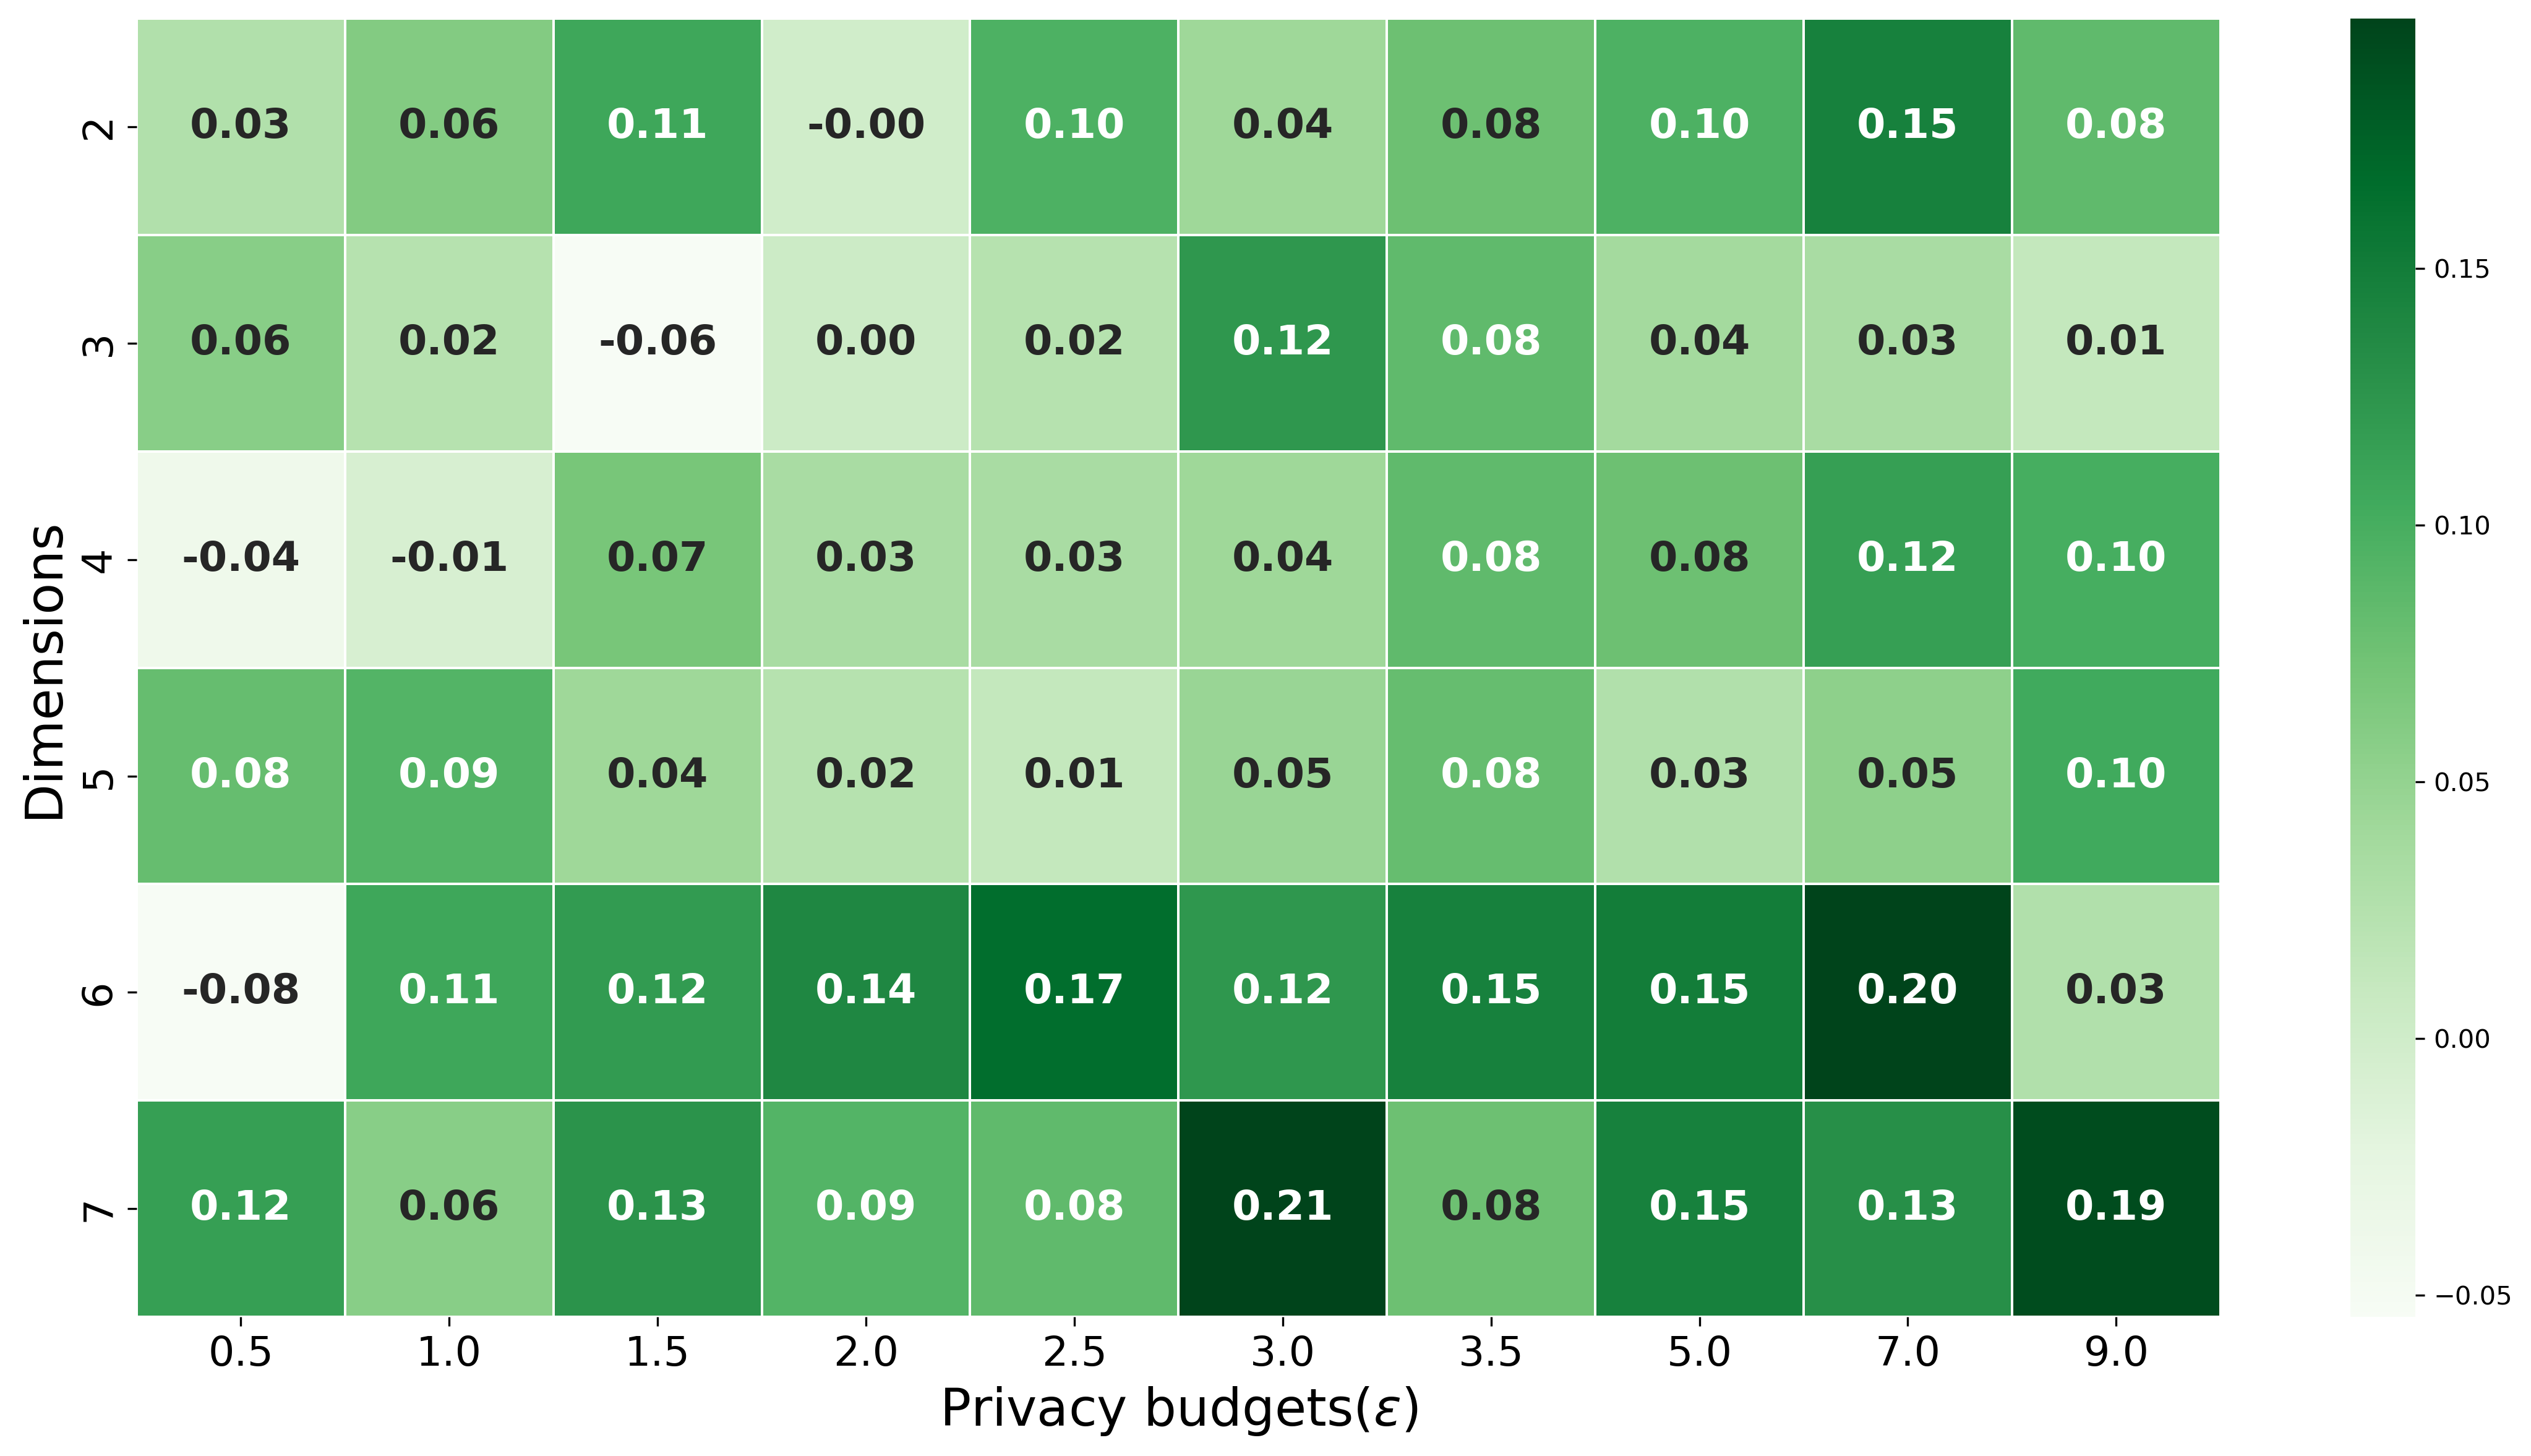 2 0.03 0.06 0.11 -0.00 0.10 0.04 0.08 0.10 0.15 0.08
3 0.06 0.02 -0.06 0.00 0.02 0.12 0.08 0.04 0.03 0.01
4 -0.04 -0.01 0.07 0.03 0.03 0.04 0.08 0.08 0.12 0.10
5 0.08 0.09 0.04 0.02 0.01 0.05 0.08 0.03 0.05 0.10
6 -0.08 0.11 0.12 0.14 0.17 0.12 0.15 0.15 0.20 0.03
7 0.12 0.06 0.13 0.09 0.08 0.21 0.08 0.15 0.13 0.19
0.5 1.0 1.5 2.0 2.5 3.0 3.5 5.0 7.0 9.0
Privacy budgets(ε)
Dimensions
0.15
0.10
0.05
0.00
−0.05